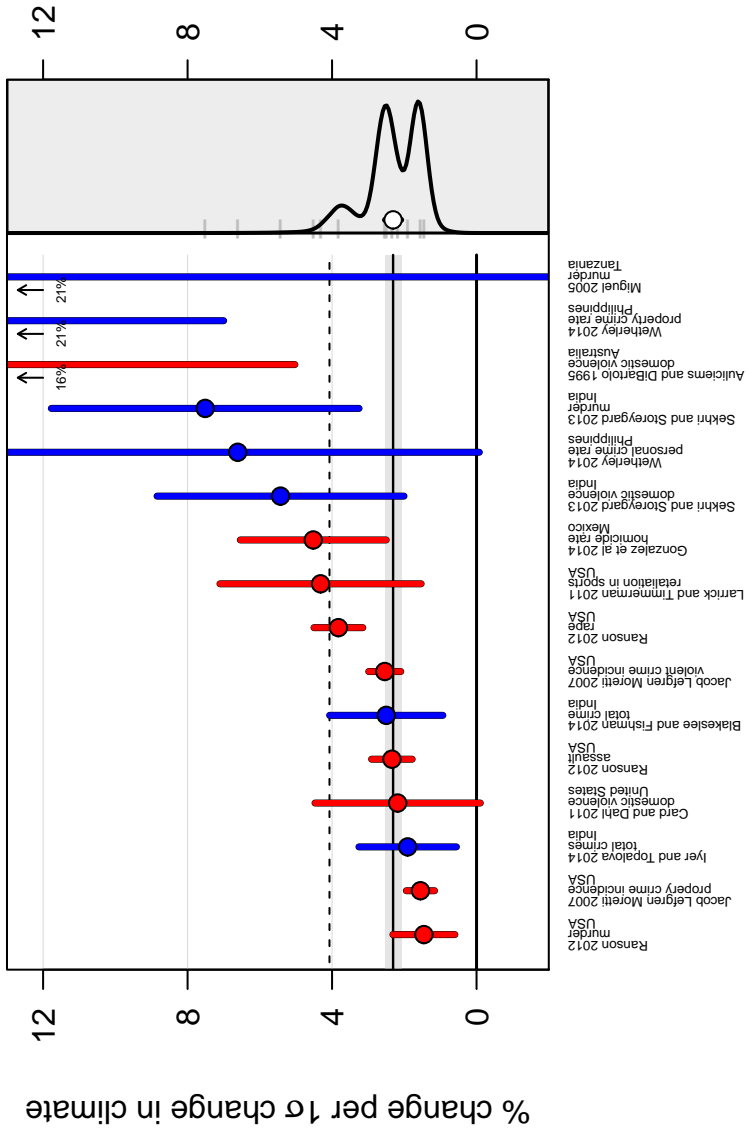 % change per 1σ change in climate
12
8
4
0
Ranson 2012
murder
USA
Jacob Lefgren Moretti 2007
propery crime incidence
USA
Iyer and Topalova 2014
total crimes
India
Card and Dahl 2011
domestic violence
United States
Ranson 2012
assault
USA
Blakeslee and Fishman 2014
total crime
India
Jacob Lefgren Moretti 2007
violent crime incidence
USA
Ranson 2012
rape
USA
Larrick and Timmerman 2011
retaliation in sports
USA
Gonzalez et al 2014
homicide rate
Mexico
Sekhri and Storeygard 2013
domestic violence
India
Wetherley 2014
personal crime rate
Philippines
Sekhri and Storeygard 2013
murder
India
Auliciems and DiBartolo 1995
domestic violence
Australia
Wetherley 2014
property crime rate
Philippines
Miguel 2005
murder
Tanzania
16%
21%
21%
12
8
4
0